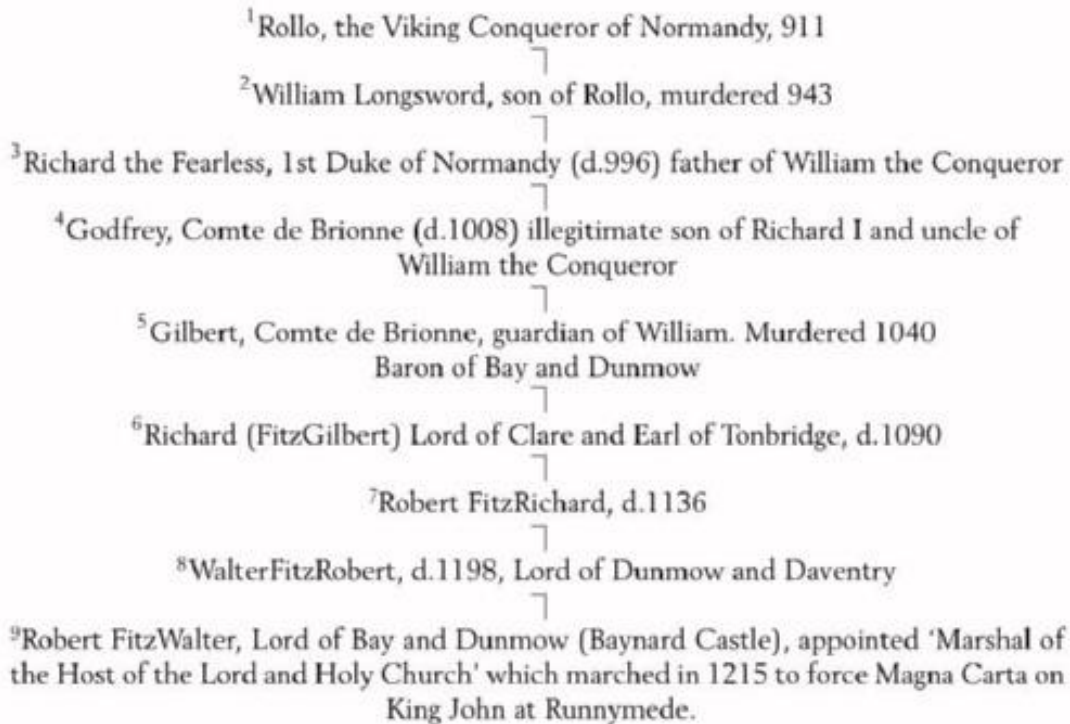 1Rollo, the Viking Conqueror of Normandy, 911
2William Longsword, son of Rollo, murdered 943
3Richard the Fearless, 1st Duke of Normandy (d.996) father of William the Conqueror
4Godfrey, Comte de Brionne (d.1008) illegitimate son of Richard I and uncle of
William the Conqueror
5Gilbert, Comte de Brionne, guardian of William. Murdered 1040
Baron of Bay and Dunmow
6Richard (FitzGilbert) Lord of Clare and Earl of Tonbridge, d.1090
7Robert FitzRichard, d.1136
8WalterFitzRobert, d.1198, Lord of Dunmow and Daventry
9Robert FitzWalter, Lord of Bay and Dunmow (Baynard Castle), appointed ‘Marshal of
the Host of the Lord and Holy Church’ which marched in 1215 to force Magna Carta on
King John at Runnymede.